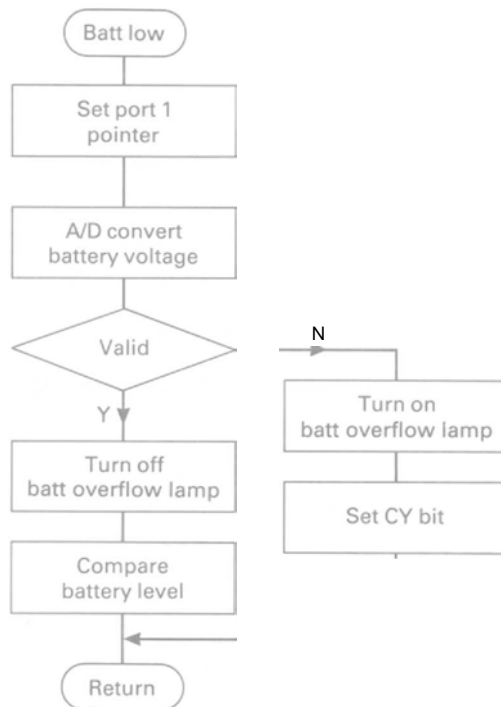 Batt low
Set port 1
pointer
A/D convert
battery voltage
Valid
N
Y
Turn off
batt overflow lamp
Turn on
batt overflow lamp
Set CY bit
Compare
battery level
Return